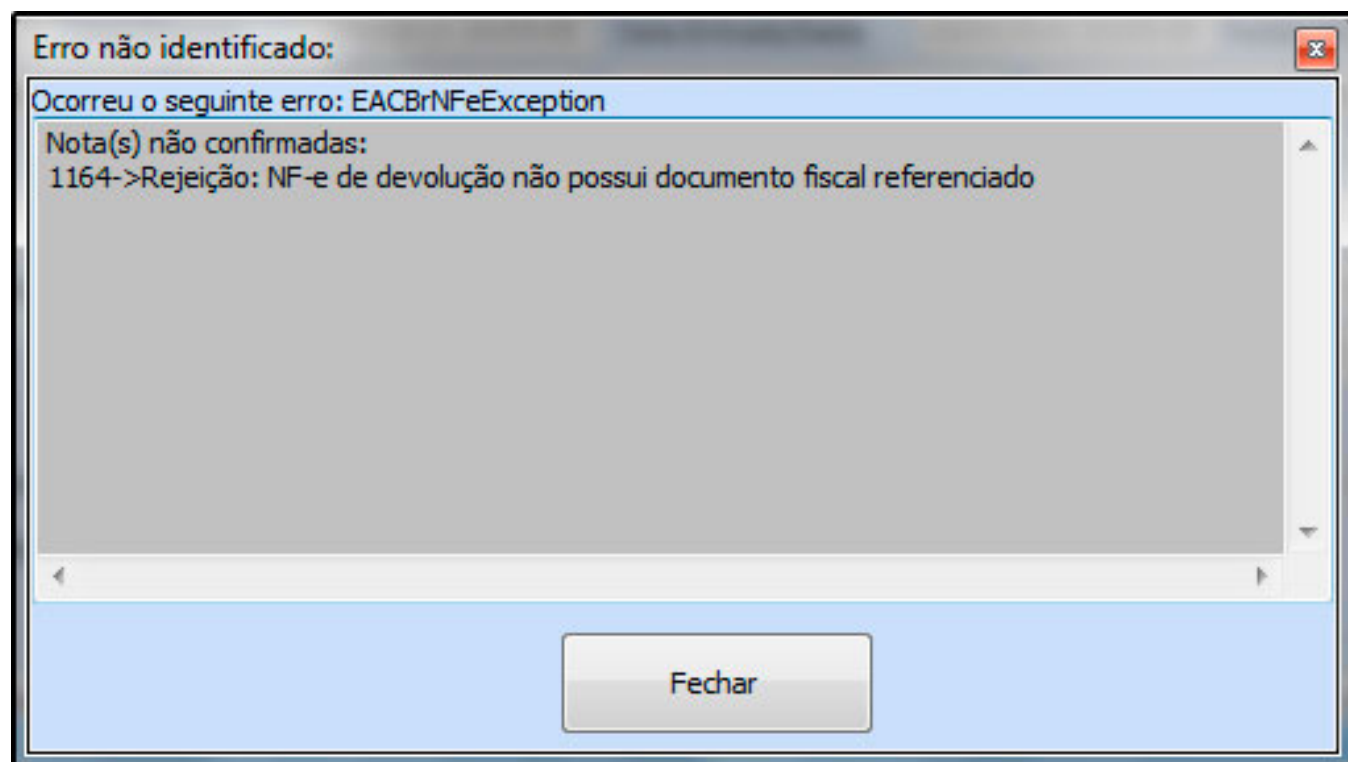 Erro não identificado:
Ocorreu o seguinte erro: EACBrNFeException
Nota(s) não confirmadas:
1164->Rejeição: NF-e de devolução não possui documento fiscal referenciado
Fechar